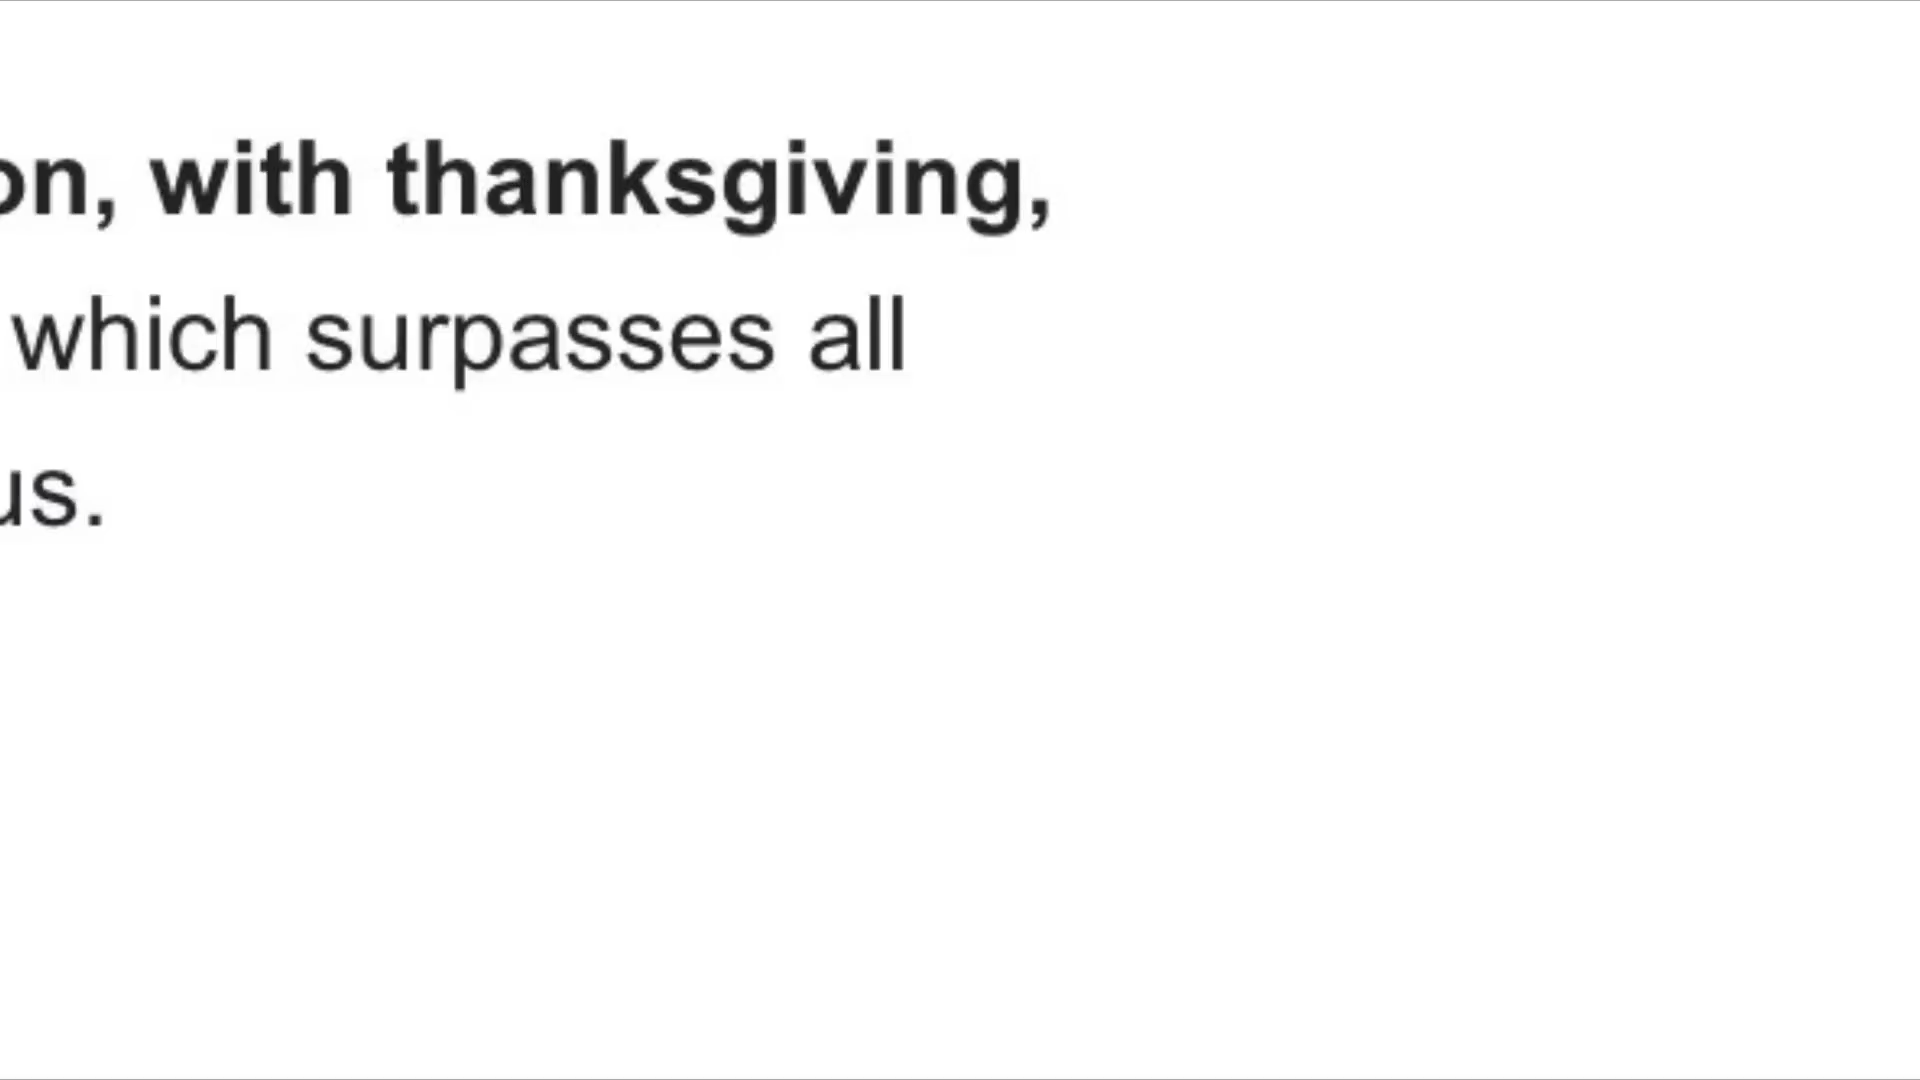 on, with thanksgiving,
which surpasses all
us.